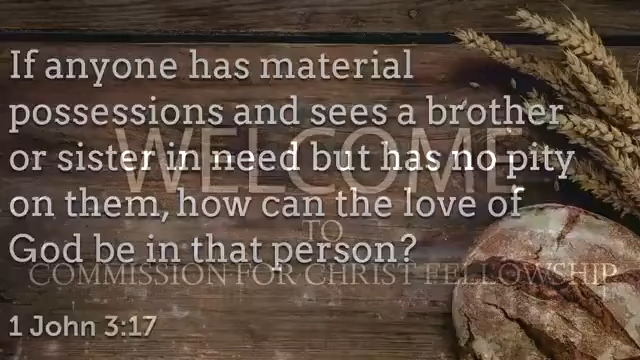 If anyone has material
possessions and sees a brother
or sister in need but has no pity
on them, how can the love of
God be in that person?
1 John 3:17
WELCOME
TO
COMMISSION FOR CHRIST FELLOWSHIP